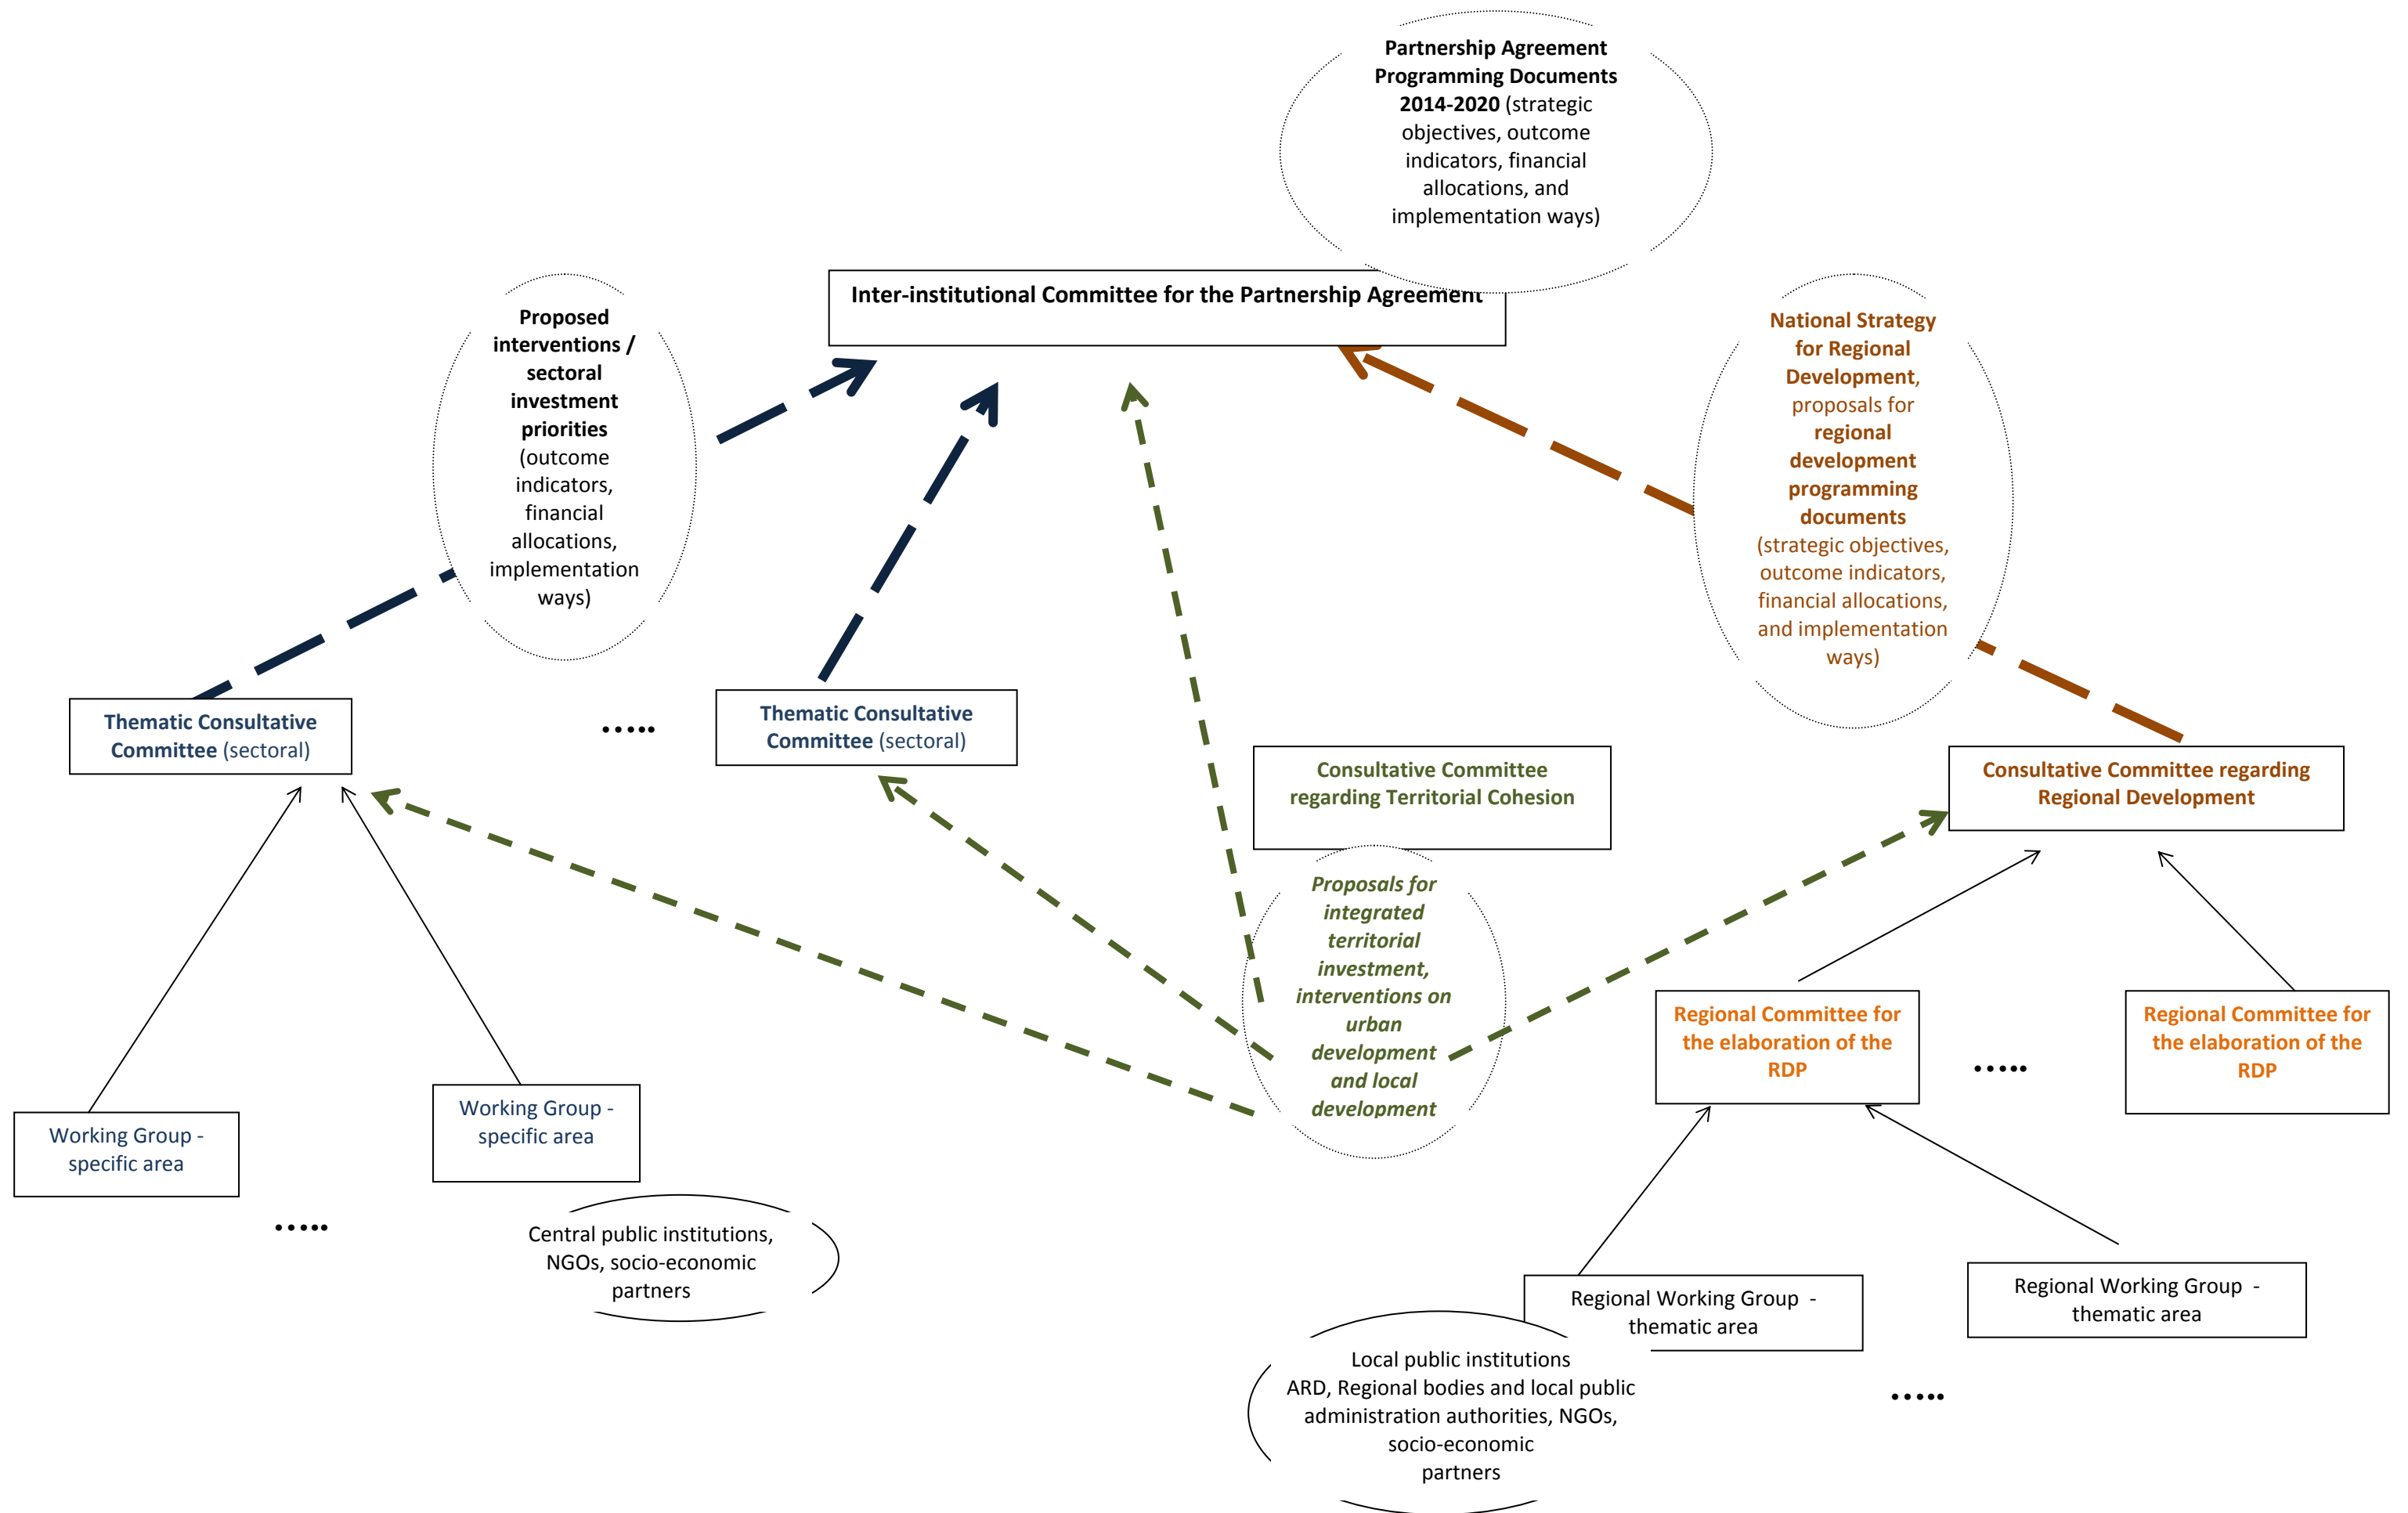 Partnership Agreement
Programming Documents
2014-2020 (strategic
objectives, outcome
indicators, financial
allocations, and
implementation ways)
Inter-institutional Committee for the Partnership Agreement
Proposed
interventions /
sectoral
investment
priorities
(outcome
indicators,
financial
allocations,
implementation
ways)
National Strategy
for Regional
Development,
proposals for
regional
development
programming
documents
(strategic objectives,
outcome indicators,
financial allocations,
and implementation
ways)
Thematic Consultative
Committee (sectoral)
.....
Thematic Consultative
Committee (sectoral)
Consultative Committee
regarding Territorial Cohesion
Consultative Committee regarding
Regional Development
Proposals for
integrated
territorial
investment,
interventions on
urban
development
and local
development
Regional Committee for
the elaboration of the
RDP
.....
Regional Committee for
the elaboration of the
RDP
Working Group -
specific area
.....
Working Group -
specific area
Central public institutions,
NGOs, socio-economic
partners
Regional Working Group -
thematic area
.....
Regional Working Group -
thematic area
Local public institutions
ARD, Regional bodies and local public
administration authorities, NGOs,
socio-economic
partners